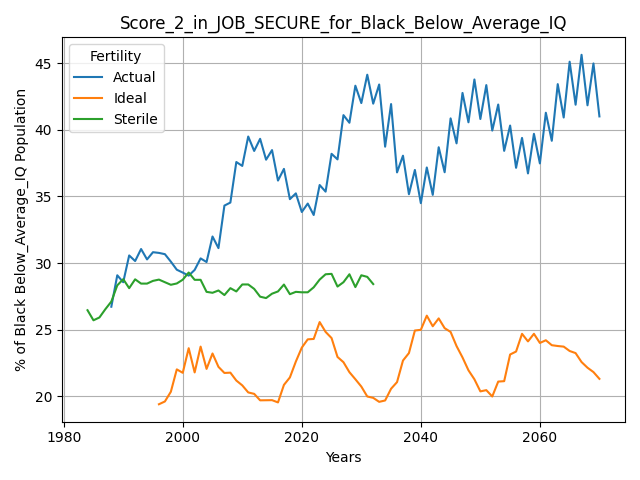 Score_2_in_JOB_SECURE_for_Black_Below_Average_IQ
Fertility
Actual
Ideal
Sterile
% of Black Below_Average_IQ Population
45
40
35
30
25
20
1980
2000
2020
2040
2060
Years